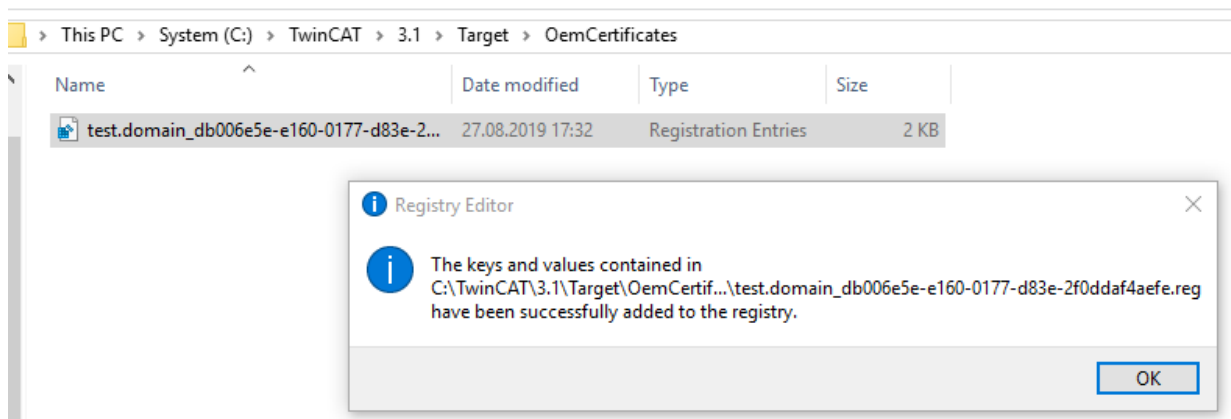 This PC > System (C:) > TwinCAT > 3.1 > Target > OemCertificates
Name Date modified Type Size
test.domain_db006e5e-e160-0177-d83e-2... 27.08.2019 17:32 Registration Entries 2 KB
Registry Editor
The keys and values contained in
C:\TwinCAT\3.1\Target\OemCertif...\test.domain_db006e5e-e160-0177-d83e-2f0ddaf4aefe.reg
have been successfully added to the registry.
OK